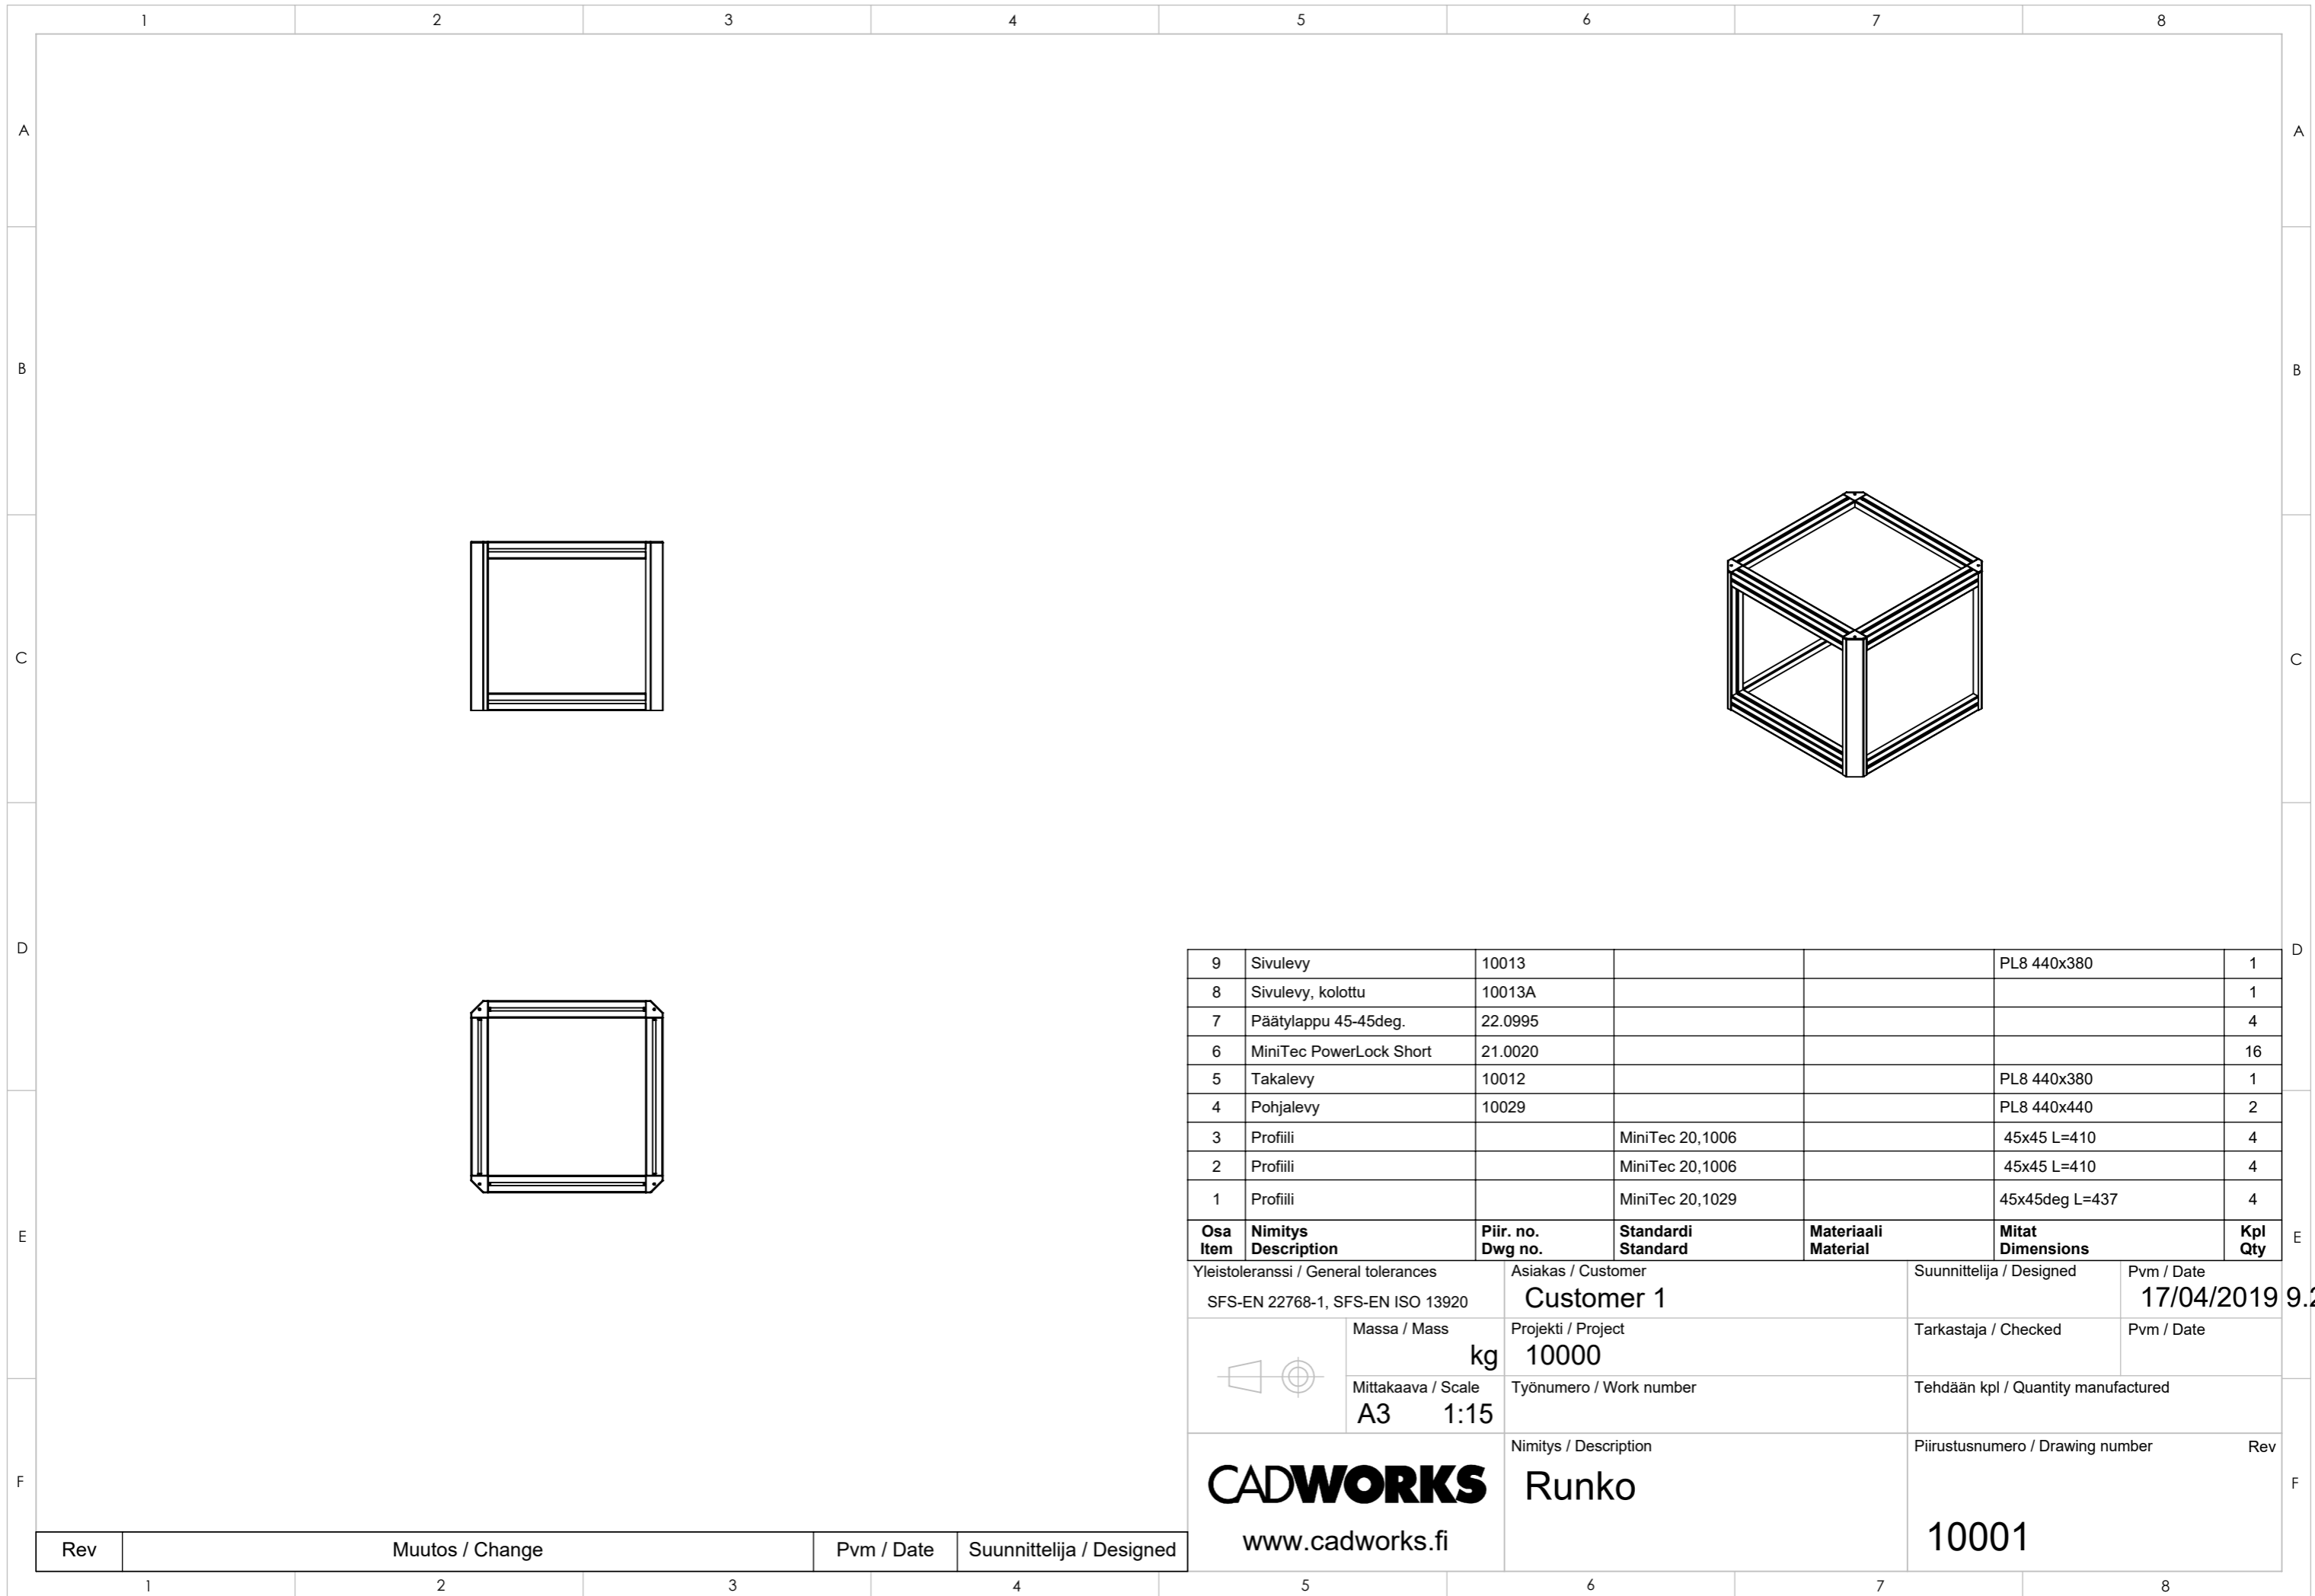 1 2 3 4 5 6 7 8
A A
B B
C C
D D
9 Sivulevy 10013 PL8 440x380 1
8 Sivulevy, kolottu 10013A 1
7 Päätylappu 45-45deg. 22.0995 4
6 MiniTec PowerLock Short 21.0020 16
5 Takalevy 10012 PL8 440x380 1
4 Pohjalevy 10029 PL8 440x440 2
3 Profiili MiniTec 20,1006 45x45 L=410 4
2 Profiili MiniTec 20,1006 45x45 L=410 4
1 Profiili MiniTec 20,1029 45x45deg L=437 4
E E
Osa Nimitys Piir. no. Standardi Materiaali Mitat Kpl
Item Description Dwg no. Standard Material Dimensions Qty
Yleistoleranssi / General tolerances Asiakas / Customer Suunnittelija / Designed Pvm / Date
SFS-EN 22768-1, SFS-EN ISO 13920 Customer 1 17/04/2019 9.2
Massa / Mass Projekti / Project Tarkastaja / Checked Pvm / Date
kg 10000
Mittakaava / Scale Työnumero / Work number Tehdään kpl / Quantity manufactured
A3 1:15
Nimitys / Description Piirustusnumero / Drawing number Rev
F F
CADWORKS Runko
www.cadworks.fi 10001
Rev Muutos / Change Pvm / Date Suunnittelija / Designed
1 2 3 4 5 6 7 8